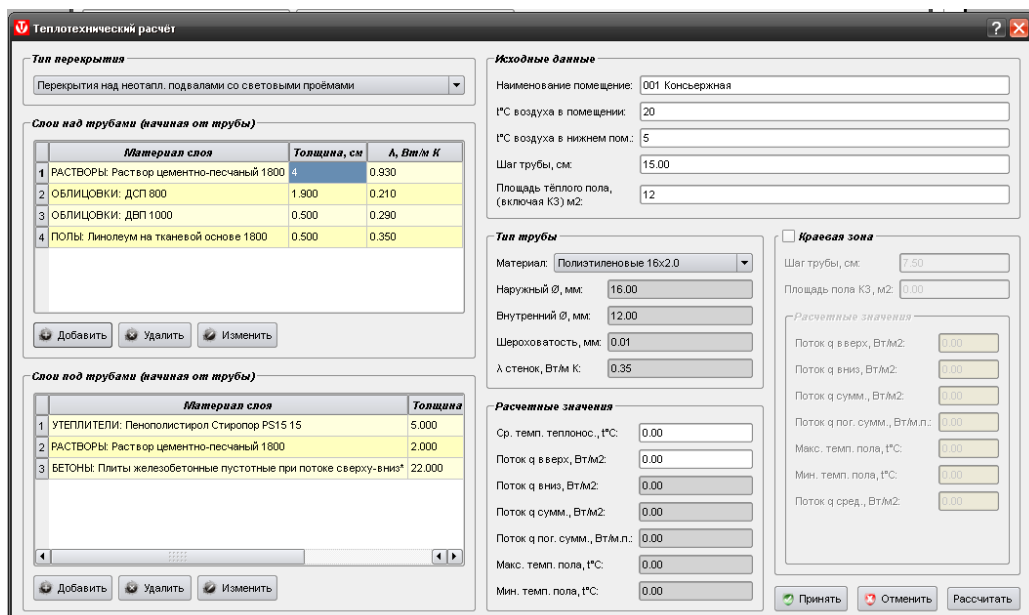 Теплотехнический расчёт
Тип перекрытия
Перекрытия над неотапл. подвалами со световыми проёмами
Слои над трубами (начиная от трубы)
Материал слоя Толщина, см Λ, Вт/м К
1 РАСТВОРЫ: Раствор цементно-песчаный 1800 4 0.930
2 ОБЛИЦОВКИ: ДСП 800 1.900 0.210
3 ОБЛИЦОВКИ: ДВП 1000 0.500 0.290
4 ПОЛЫ: Линолеум на тканевой основе 1800 0.500 0.350
Добавить Удалить Изменить
Слои под трубами (начиная от трубы)
Материал слоя Толщина
1 УТЕПЛИТЕЛИ: Пенополистирол Стиропор PS15 15 5.000
2 РАСТВОРЫ: Раствор цементно-песчаный 1800 2.000
3 БЕТОНЫ: Плиты железобетонные пустотные при потоке сверху-вниз* 22.000
Добавить Удалить Изменить
Исходные данные
Наименование помещение: 001 Консьержная
t°C воздуха в помещении: 20
t°C воздуха в нижнем пом.: 5
Шаг трубы, см: 15.00
Площадь тёплого пола,
(включая КЗ) м2: 12
Тип трубы
Материал: Полиэтиленовые 16x2.0
Наружный Ø, мм: 16.00
Внутренний Ø, мм: 12.00
Шероховатость, мм: 0.01
λ стенок, Вт/м К: 0.35
Расчетные значения
Ср. темп. теплонос., t°C: 0.00
Поток q вверх, Вт/м2: 0.00
Поток q вниз, Вт/м2: 0.00
Поток q сумм., Вт/м2: 0.00
Поток q пог. сумм., Вт/м.п.: 0.00
Макс. темп. пола, t°C: 0.00
Мин. темп. пола, t°C: 0.00
Краевая зона
Шаг трубы, см: 7.50
Площадь пола КЗ, м2: 0.00
Расчетные значения
Поток q вверх, Вт/м2: 0.00
Поток q вниз, Вт/м2: 0.00
Поток q сумм., Вт/м2: 0.00
Поток q пог. сумм., Вт/м.п.: 0.00
Макс. темп. пола, t°C: 0.00
Мин. темп. пола, t°C: 0.00
Поток q сред., Вт/м2: 0.00
Принять Отменить Рассчитать